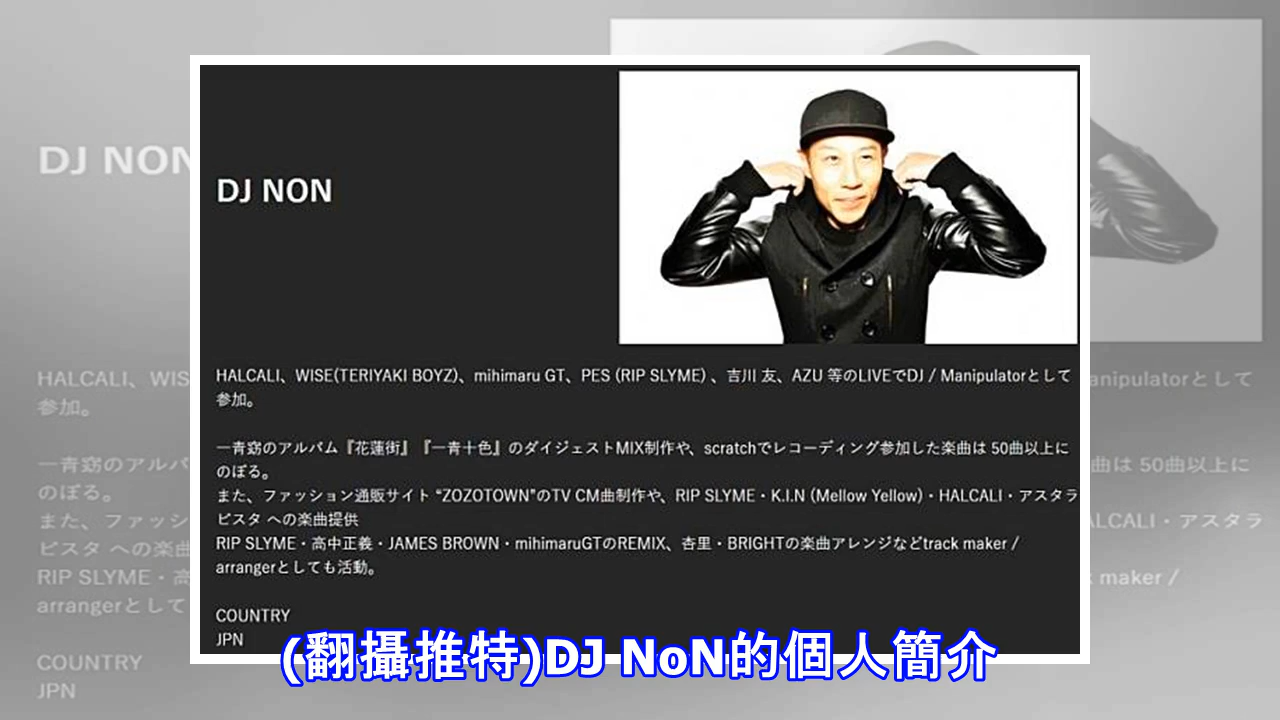 DJ NON
HALCALI、WISE(TERIYAKI BOYZ)、mihimaru GT、PES (RIP SLYME) 、吉川 友、AZU 等のLIVEでDJ / Manipulatorとして
参加。
一青窈のアルバム『花蓮街』『一青十色』のダイジェストMIX制作や、scratchでレコーディング参加した楽曲は 50曲以上に
のぼる。
また、ファッション通販サイト “ZOZOTOWN”のTV CM曲制作や、RIP SLYME・K.I.N (Mellow Yellow)・HALCALI・アスタラ
ビスタ への楽曲提供
RIP SLYME・高中正義・JAMES BROWN・mihimaruGTのREMIX、杏里・BRIGHTの楽曲アレンジなどtrack maker /
arrangerとしても活動。
COUNTRY
JPN
(翻攝推特)DJ NoN的個人簡介